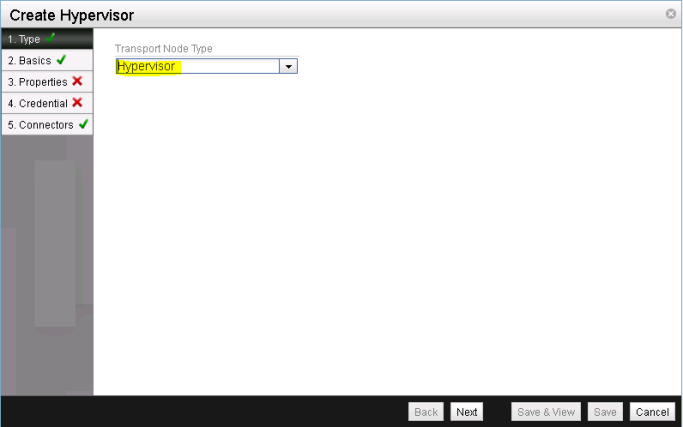 Create Hypervisor
1. Type
2. Basics
3. Properties
4. Credential
5. Connectors
Transport Node Type
Hypervisor
Back Next Save & View Save Cancel